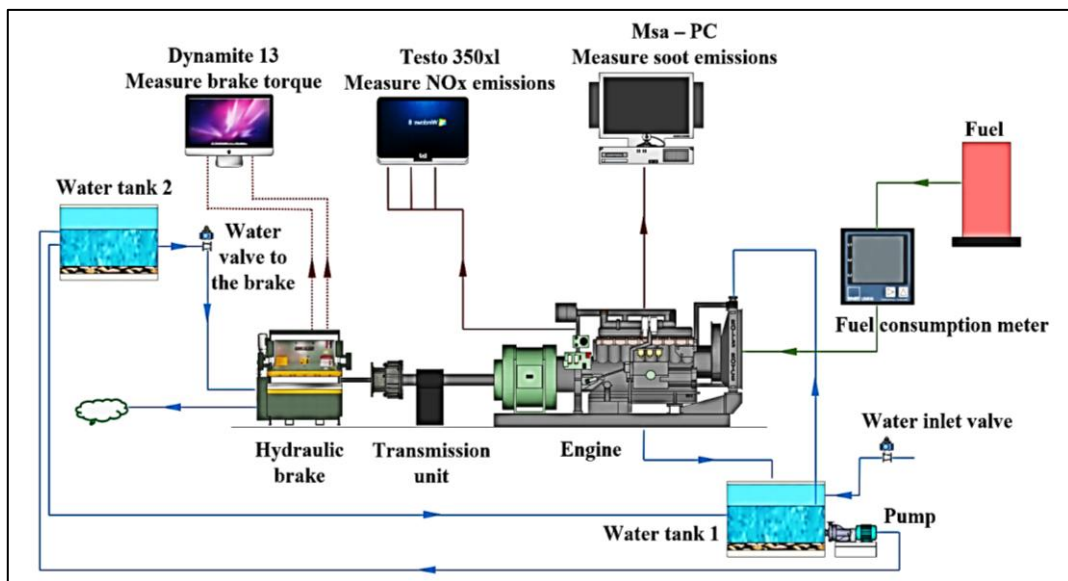 Dynamite 13
Measure brake torque
Testo 350xl
Measure NOx emissions
Msa – PC
Measure soot emissions
Fuel
Water tank 2
Water
valve to
the brake
Fuel consumption meter
Water inlet valve
Hydraulic
brake
Transmission
unit
Engine
Water tank 1
Pump